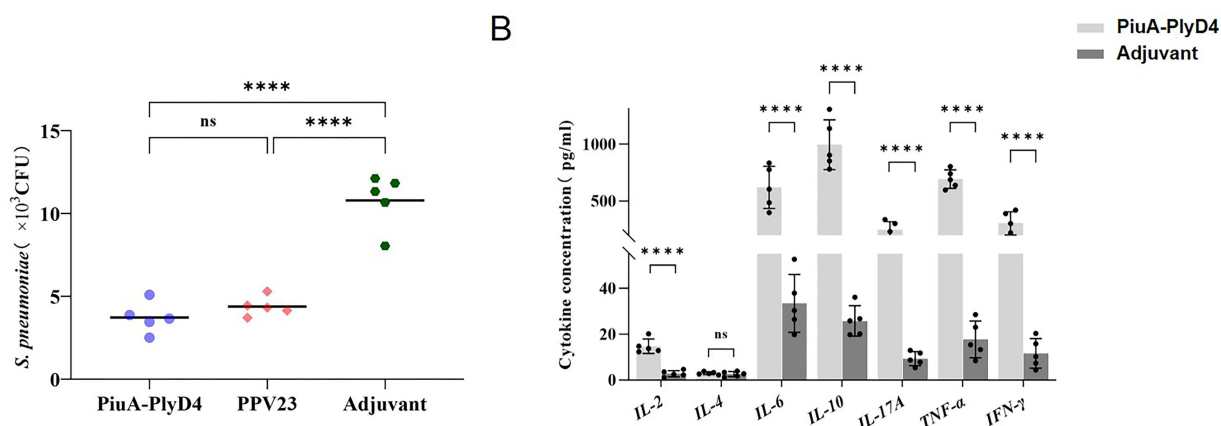 ****
ns
****
S. pneumoniae( ×10³CFU)
15
10
5
0
PiuA-PlyD4
PPV23
Adjuvant
B
PiuA-PlyD4
Adjuvant
Cytokine concentration( pg/ml)
1000
500
40
20
0
****
ns
****
****
****
****
****
IL-2
IL-4
IL-6
IL-10
IL-17A
TNF-α
IFN-γ